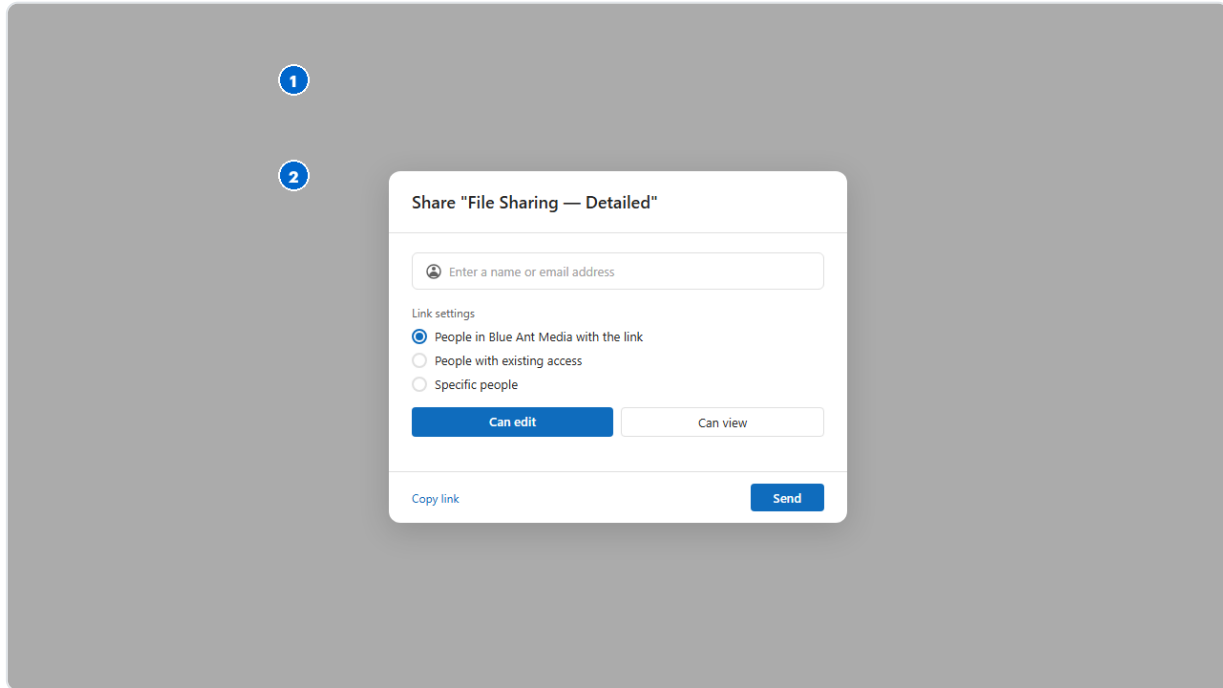 1
2
Share "File Sharing — Detailed"
Enter a name or email address
Link settings
People in Blue Ant Media with the link
People with existing access
Specific people
Can edit
Can view
Copy link
Send